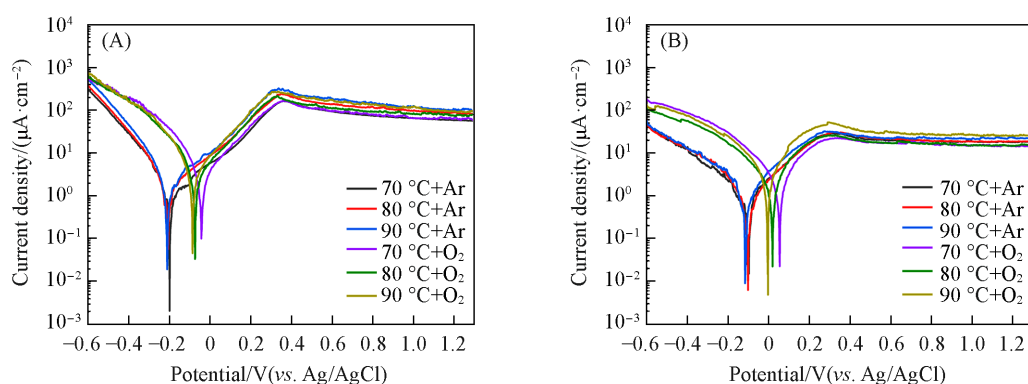 (A)
Current density/(μA·cm⁻²)
10⁴
10³
10²
10¹
10⁰
10⁻¹
10⁻²
10⁻³
70 °C+Ar
80 °C+Ar
90 °C+Ar
70 °C+O₂
80 °C+O₂
90 °C+O₂
−0.6 −0.4 −0.2 0 0.2 0.4 0.6 0.8 1.0 1.2
Potential/V(vs. Ag/AgCl)
(B)
Current density/(μA·cm⁻²)
10⁴
10³
10²
10¹
10⁰
10⁻¹
10⁻²
10⁻³
70 °C+Ar
80 °C+Ar
90 °C+Ar
70 °C+O₂
80 °C+O₂
90 °C+O₂
−0.6 −0.4 −0.2 0 0.2 0.4 0.6 0.8 1.0 1.2
Potential/V(vs. Ag/AgCl)